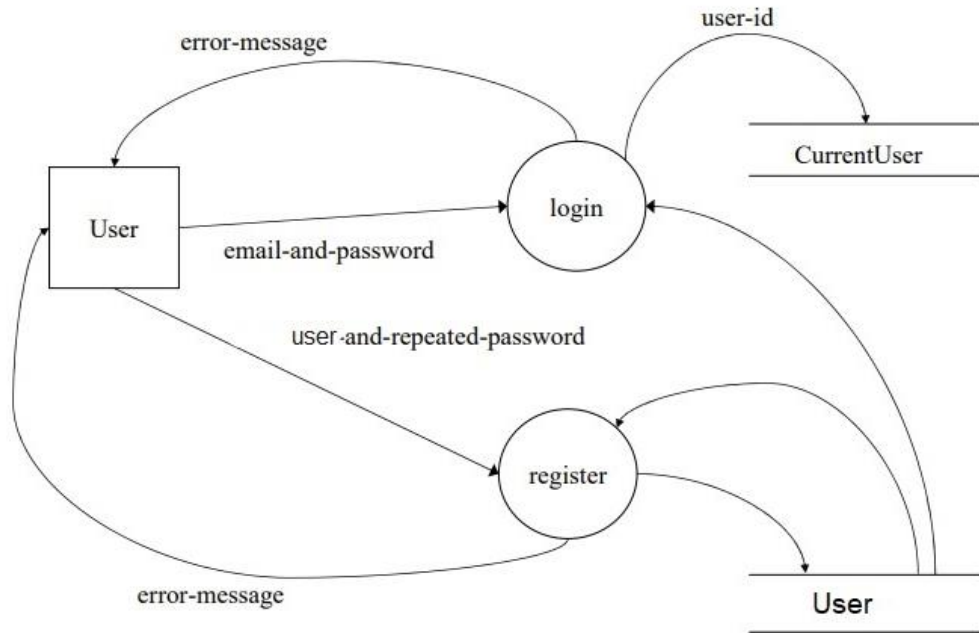 user-id
error-message
CurrentUser
login
User
email-and-password
user-and-repeated-password
register
error-message
User